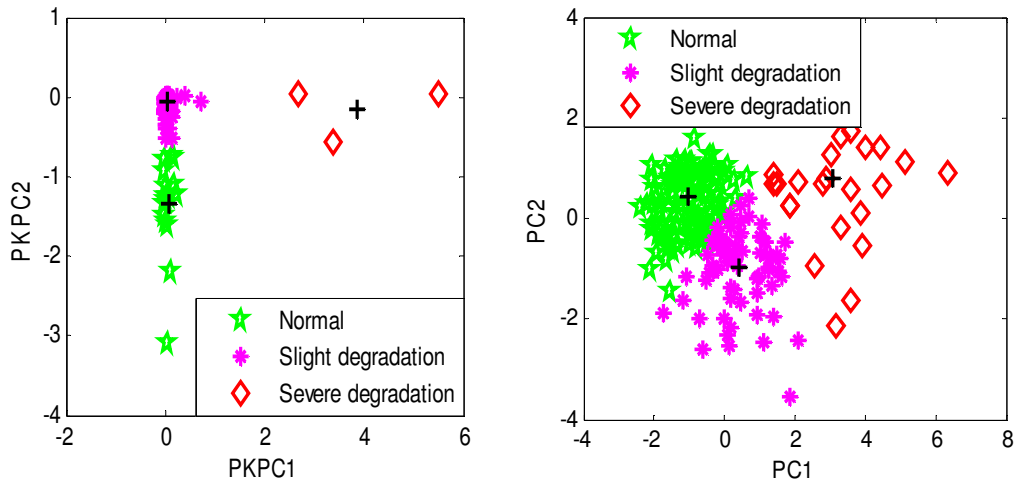 1
0
-1
-2
-3
-4
PKPC2
-2
0
2
4
6
PKPC1
Normal
Slight degradation
Severe degradation
4
2
0
-2
-4
PC2
-4
-2
0
2
4
6
8
PC1
Normal
Slight degradation
Severe degradation